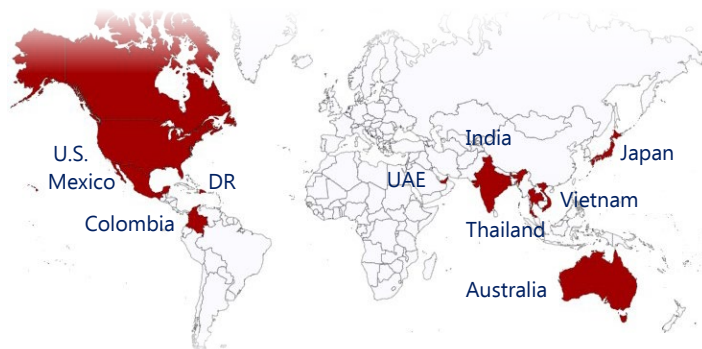 U.S.
Mexico
DR
Colombia
UAE
India
Japan
Vietnam
Thailand
Australia